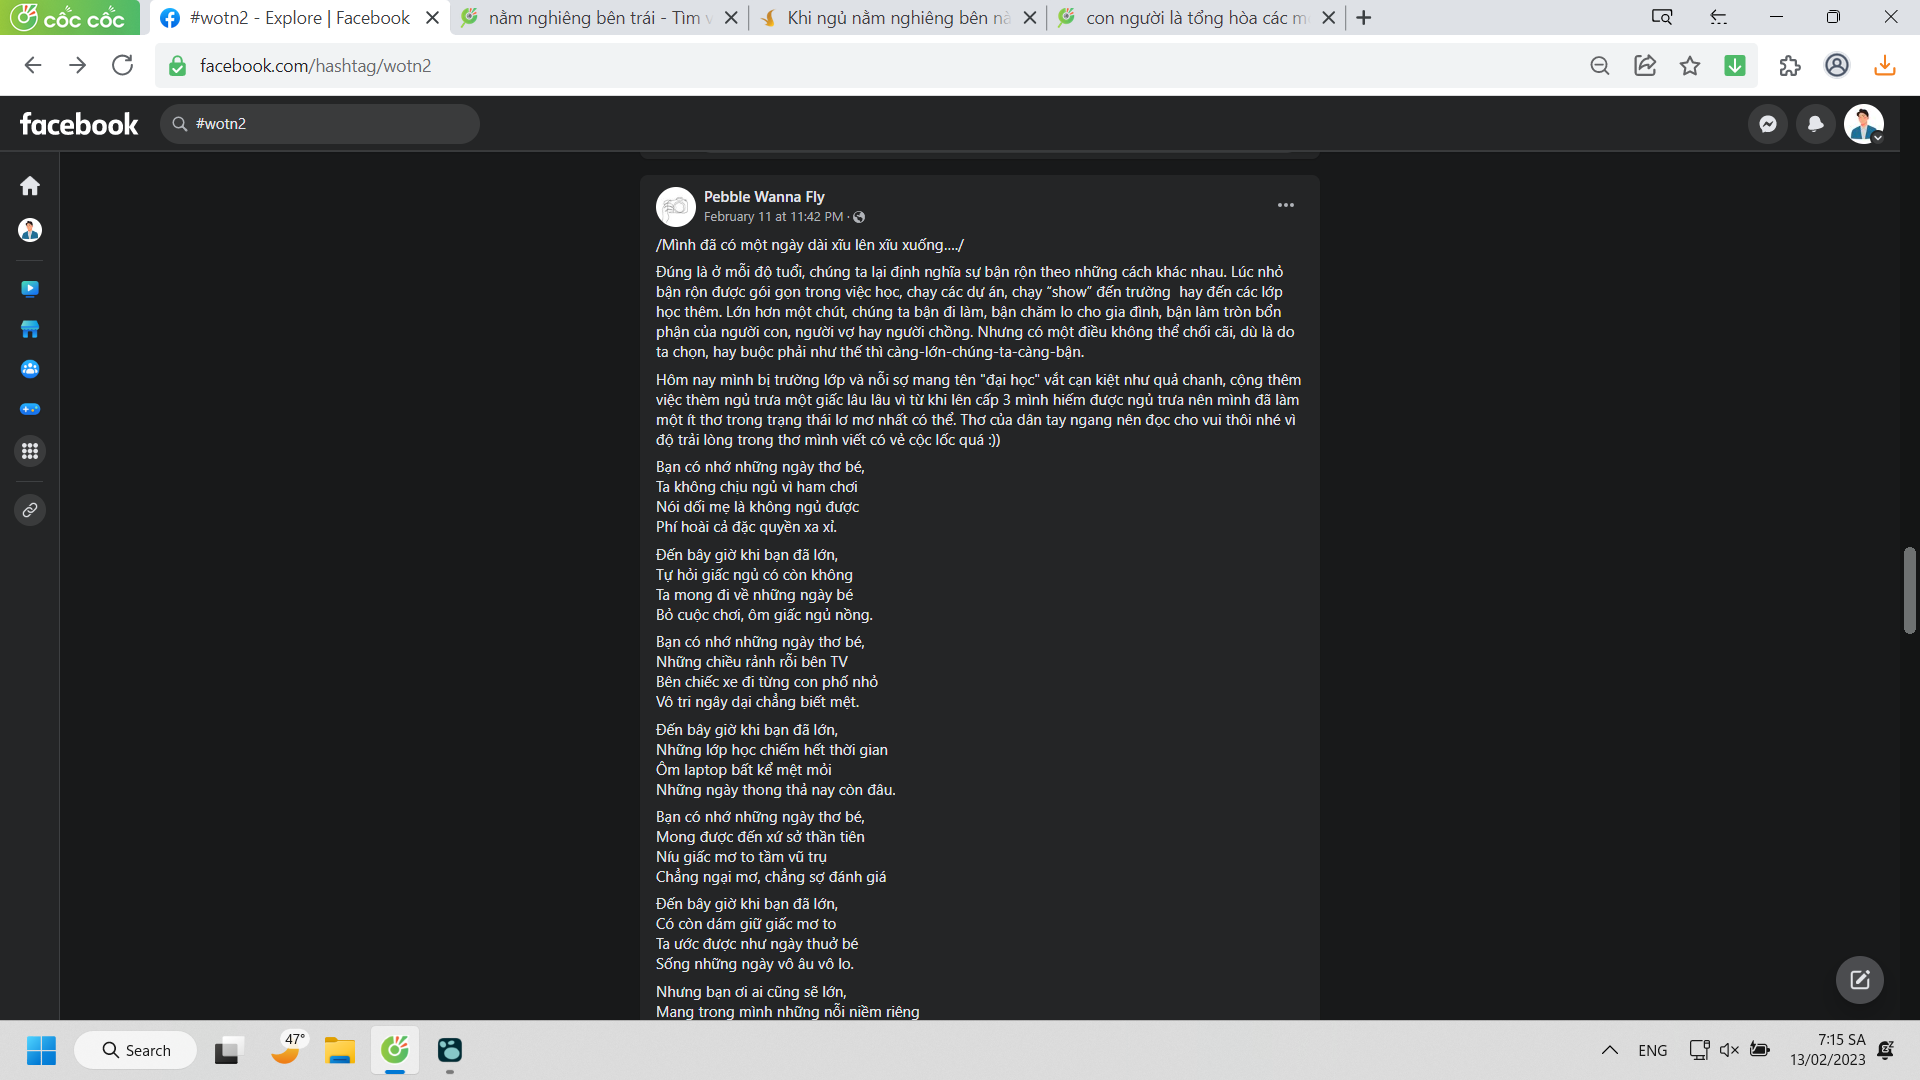 cốc cốc
#wotn2 - Explore | Facebook
nằm nghiêng bên trái - Tìm
Khi ngủ nằm nghiêng bên nà
con người là tổng hòa các m
facebook.com/hashtag/wotn2
facebook
#wotn2
Pebble Wanna Fly
February 11 at 11:42 PM ·
/Mình đã có một ngày dài xĩu lên xĩu xuống..../
Đúng là ở mỗi độ tuổi, chúng ta lại định nghĩa sự bận rộn theo những cách khác nhau. Lúc nhỏ
bận rộn được gói gọn trong việc học, chạy các dự án, chạy “show” đến trường  hay đến các lớp
học thêm. Lớn hơn một chút, chúng ta bận đi làm, bận chăm lo cho gia đình, bận làm tròn bổn
phận của người con, người vợ hay người chồng. Nhưng có một điều không thể chối cãi, dù là do
ta chọn, hay buộc phải như thế thì càng-lớn-chúng-ta-càng-bận.
Hôm nay mình bị trường lớp và nỗi sợ mang tên "đại học" vắt cạn kiệt như quả chanh, cộng thêm
việc thèm ngủ trưa một giấc lâu lâu vì từ khi lên cấp 3 mình hiếm được ngủ trưa nên mình đã làm
một ít thơ trong trạng thái lơ mơ nhất có thể. Thơ của dân tay ngang nên đọc cho vui thôi nhé vì
độ trải lòng trong thơ mình viết có vẻ cộc lốc quá :))
Bạn có nhớ những ngày thơ bé,
Ta không chịu ngủ vì ham chơi
Nói dối mẹ là không ngủ được
Phí hoài cả đặc quyền xa xỉ.
Đến bây giờ khi bạn đã lớn,
Tự hỏi giấc ngủ có còn không
Ta mong đi về những ngày bé
Bỏ cuộc chơi, ôm giấc ngủ nồng.
Bạn có nhớ những ngày thơ bé,
Những chiều rảnh rỗi bên TV
Bên chiếc xe đi từng con phố nhỏ
Vô tri ngây dại chẳng biết mệt.
Đến bây giờ khi bạn đã lớn,
Những lớp học chiếm hết thời gian
Ôm laptop bất kể mệt mỏi
Những ngày thong thả nay còn đâu.
Bạn có nhớ những ngày thơ bé,
Mong được đến xứ sở thần tiên
Níu giấc mơ to tầm vũ trụ
Chẳng ngại mơ, chẳng sợ đánh giá
Đến bây giờ khi bạn đã lớn,
Có còn dám giữ giấc mơ to
Ta ước được như ngày thuở bé
Sống những ngày vô âu vô lo.
Nhưng bạn ơi ai cũng sẽ lớn,
Mang trong mình những nỗi niềm riêng
Search
47°
ENG
7:15 SA
13/02/2023